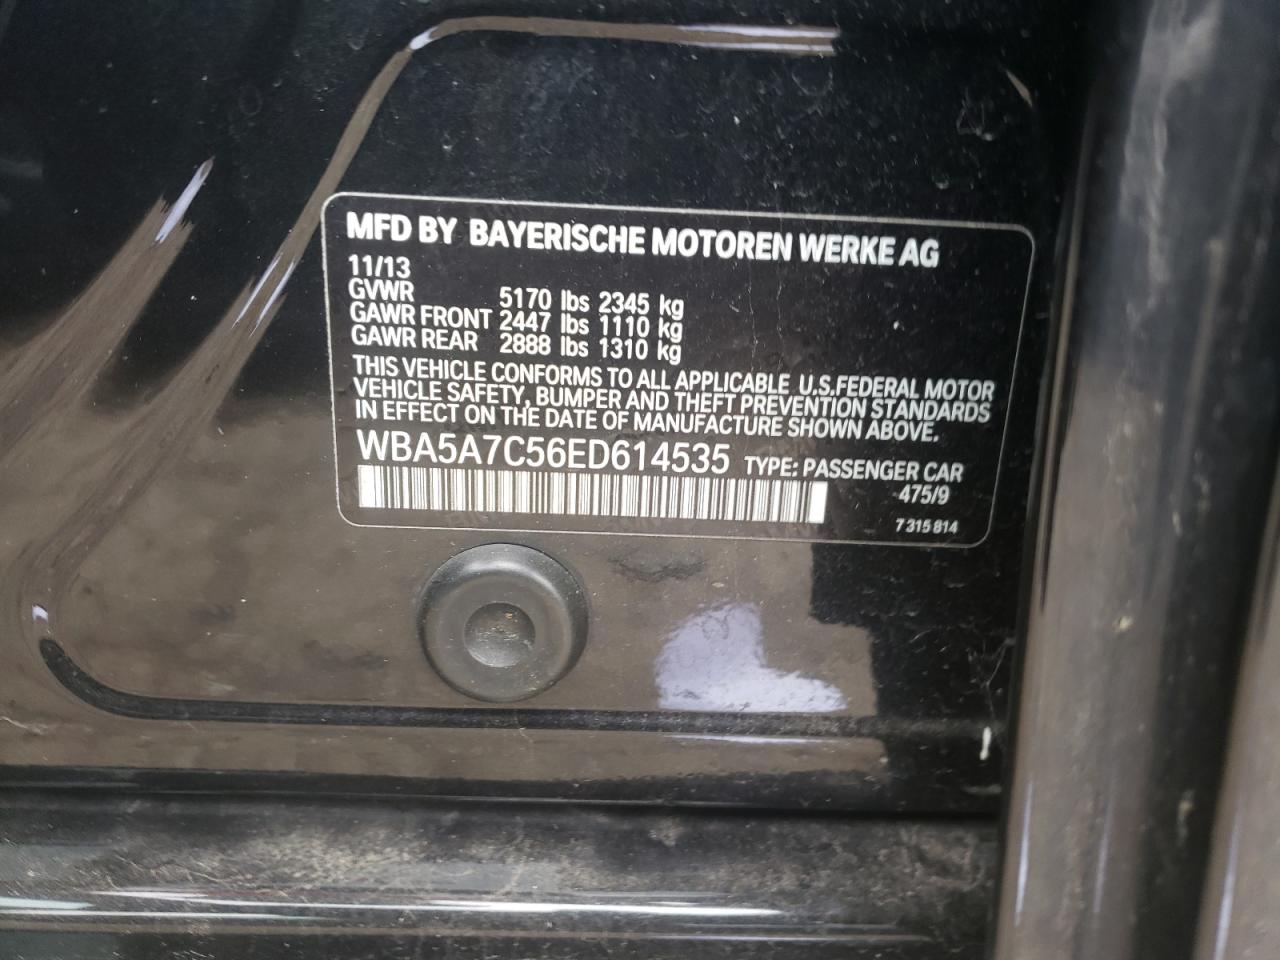 MFD BY BAYERISCHE MOTOREN WERKE AG
11/13
GVWR 5170 lbs 2345 kg
GAWR FRONT 2447 lbs 1110 kg
GAWR REAR 2888 lbs 1310 kg
THIS VEHICLE CONFORMS TO ALL APPLICABLE U.S.FEDERAL MOTOR
VEHICLE SAFETY, BUMPER AND THEFT PREVENTION STANDARDS
IN EFFECT ON THE DATE OF MANUFACTURE SHOWN ABOVE.
WBA5A7C56ED614535 TYPE: PASSENGER CAR
475/9
7 315 814